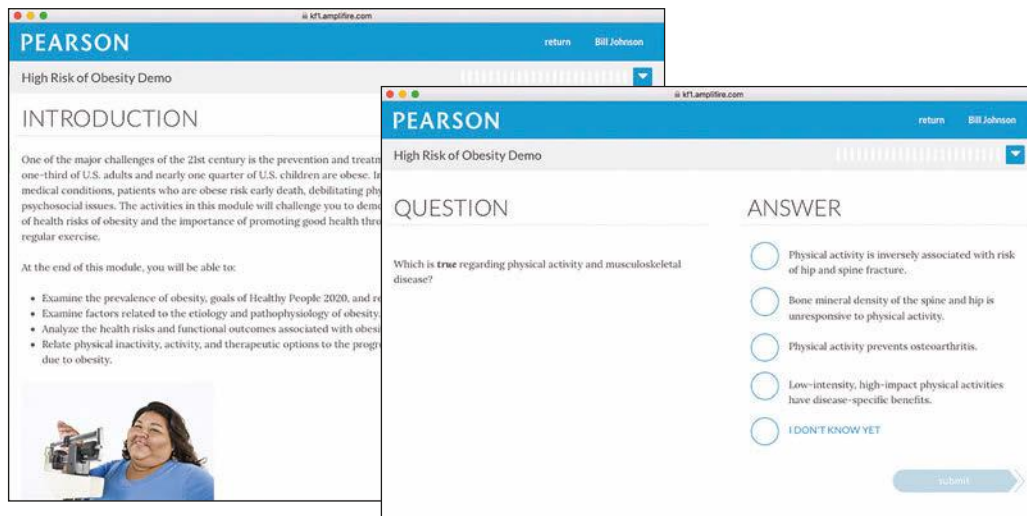 kf1.amplifire.com
PEARSON
return Bill Johnson
High Risk of Obesity Demo
INTRODUCTION
One of the major challenges of the 21st century is the prevention and
one-third of U.S. adults and nearly one quarter of U.S. children are obese.
medical conditions, patients who are obese risk early death, debilitating
psychosocial issues. The activities in this module will challenge you to
of health risks of obesity and the importance of promoting good health
regular exercise.
At the end of this module, you will be able to:
• Examine the prevalence of obesity, goals of Healthy People 2020, and
• Examine factors related to the etiology and pathophysiology of obesity.
• Analyze the health risks and functional outcomes associated with
• Relate physical inactivity, activity, and therapeutic options to the
due to obesity.
kf1.amplifire.com
PEARSON
return Bill Johnson
High Risk of Obesity Demo
QUESTION
Which is true regarding physical activity and musculoskeletal
disease?
ANSWER
Physical activity is inversely associated with risk
of hip and spine fracture.
Bone mineral density of the spine and hip is
unresponsive to physical activity.
Physical activity prevents osteoarthritis.
Low-intensity, high-impact physical activities
have disease-specific benefits.
I DON'T KNOW YET
submit